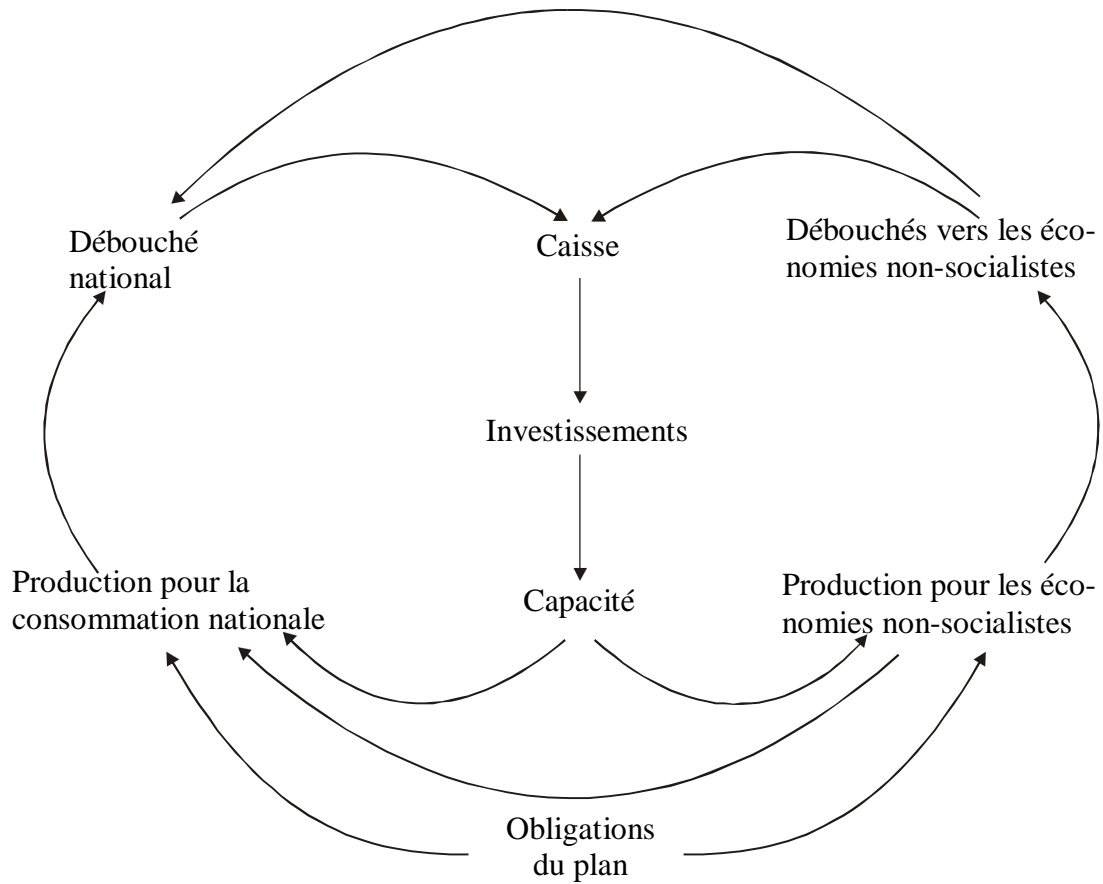 Débouché
national
Caisse
Débouchés vers les éco-
nomies non-socialistes
Investissements
Production pour la
consommation nationale
Capacité
Production pour les éco-
nomies non-socialistes
Obligations
du plan